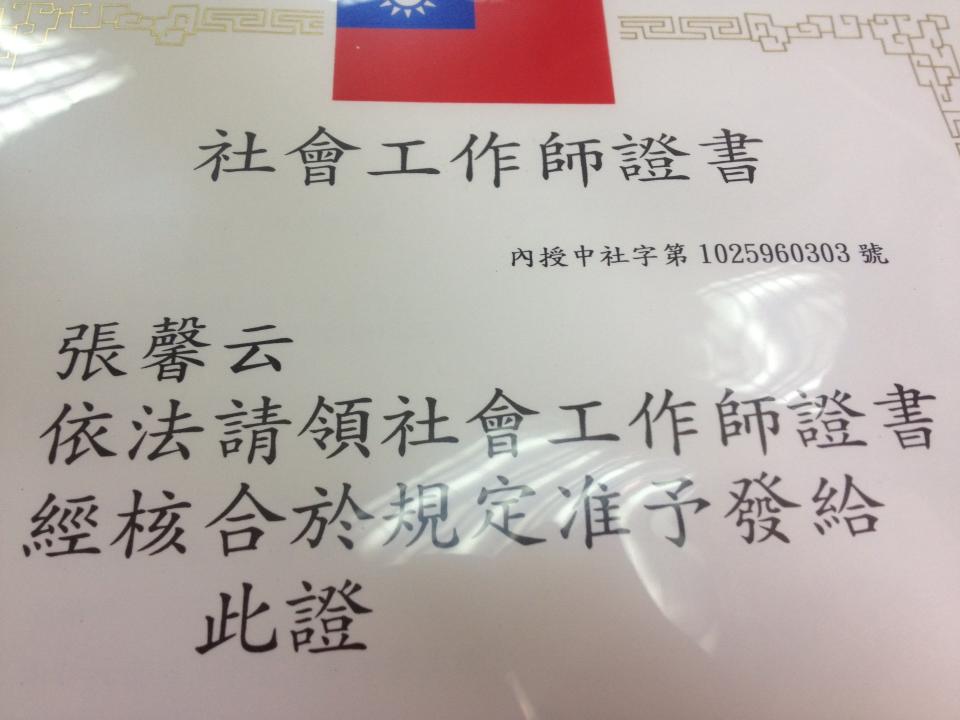 社會工作師證書
內授中社字第 1025960303 號
張馨云
依法請領社會工作師證書
經核合於規定准予發給
此證